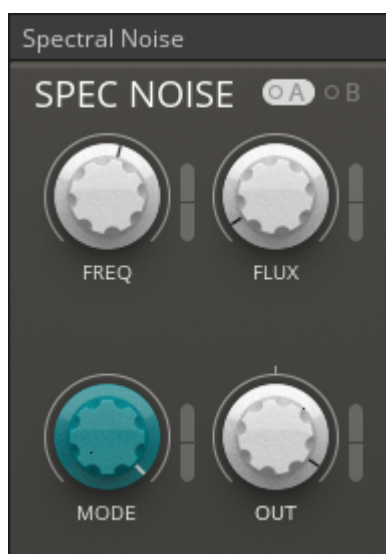 Spectral Noise
SPEC NOISE A B
FREQ FLUX
MODE OUT